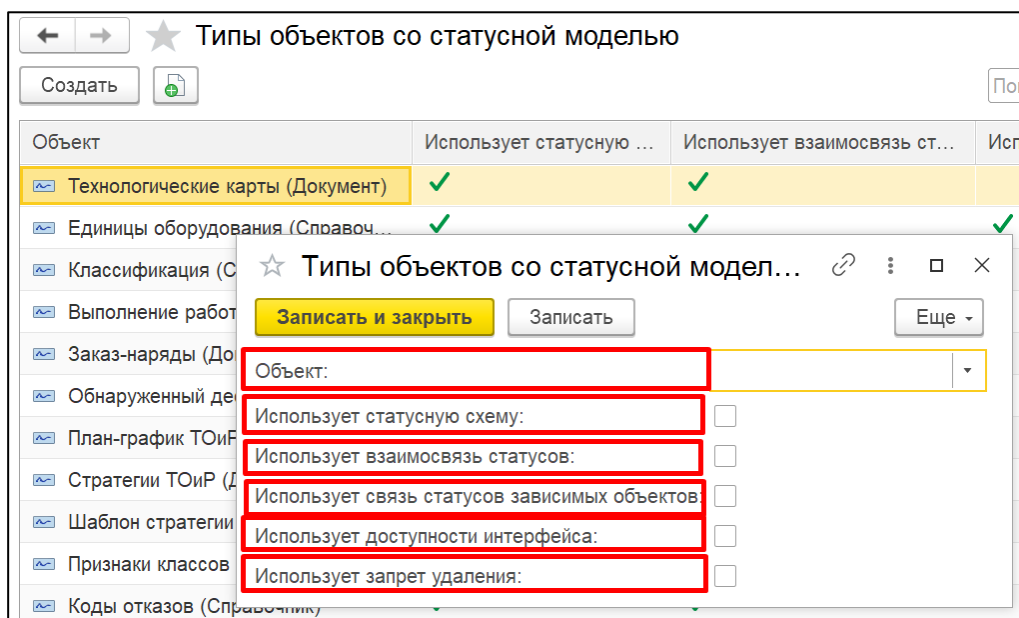 Типы объектов со статусной моделью
Создать
Пои
Объект
Использует статусную ...
Использует взаимосвязь ст...
Исп
Технологические карты (Документ)
Единицы оборудования (Справоч...
Классификация (С
Типы объектов со статусной модел...
Выполнение работ
Записать и закрыть
Записать
Еще
Заказ-наряды (До
Объект:
Обнаруженный де
Использует статусную схему:
План-график ТОиР
Использует взаимосвязь статусов:
Стратегии ТОиР (Д
Использует связь статусов зависимых объектов:
Шаблон стратегии
Использует доступности интерфейса:
Признаки классов
Использует запрет удаления:
Коды отказов (Справочник)